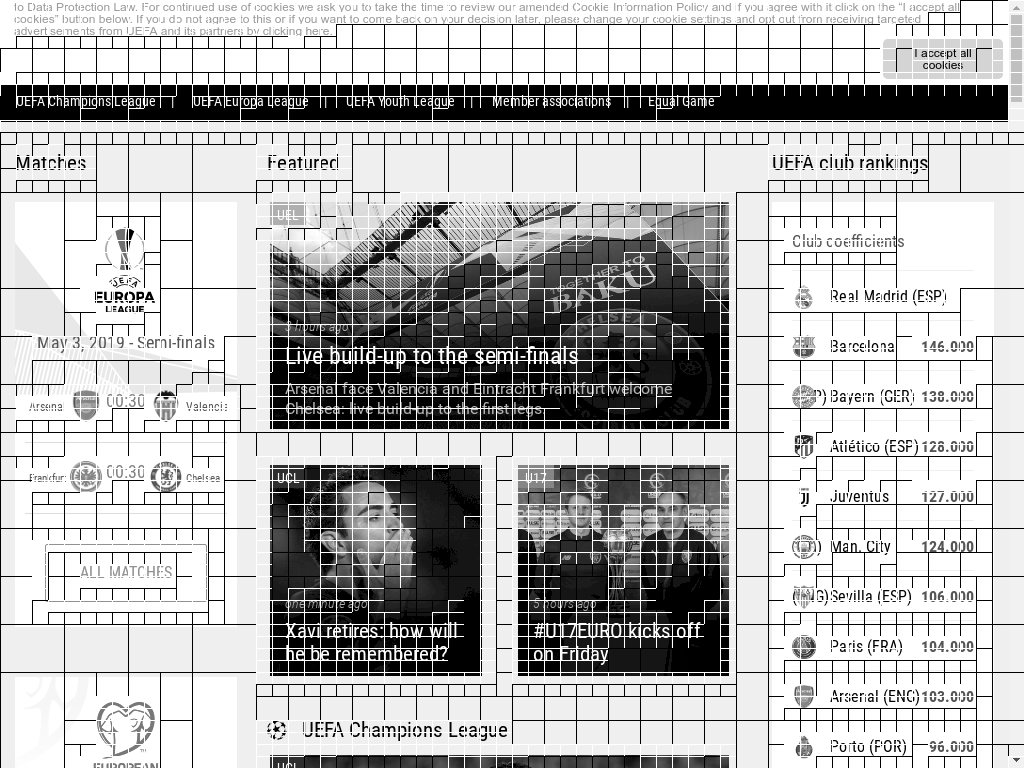 to Data Protection Law. For continued use of cookies we ask you to take the time to review our amended Cookie Information Policy and if you agree with it click on the "I accept all
cookies" button below. If you do not agree to this or if you want to come back on your decision later, please change your cookie settings and opt out from receiving targeted
advertisements from UEFA and its partners by clicking here.
I accept all
cookies
UEFA Champions League | UEFA Europa League || UEFA Youth League || Member associations || Equal Game
Matches
UEFA
EUROPA
LEAGUE
May 3, 2019 - Semi-finals
Arsenal 00:30 Valencia
Frankfurt 00:30 Chelsea
ALL MATCHES
EUROPEAN
Featured
UEL
TOGETHER TO
BAKU
CHELSEA
3 hours ago
Live build-up to the semi-finals
Arsenal face Valencia and Eintracht Frankfurt welcome
Chelsea: live build-up to the first legs.
UCL
one minute ago
Xavi retires: how will
he be remembered?
U17
5 hours ago
#U17EURO kicks off
on Friday
UEFA Champions League
UCL
UEFA club rankings
Club coefficients
Real Madrid (ESP)
Barcelona 146.000
Bayern (GER) 138.000
Atlético (ESP) 128.000
Juventus 127.000
Man. City 124.000
Sevilla (ESP) 106.000
Paris (FRA) 104.000
Arsenal (ENG) 103.000
Porto (POR) 96.000